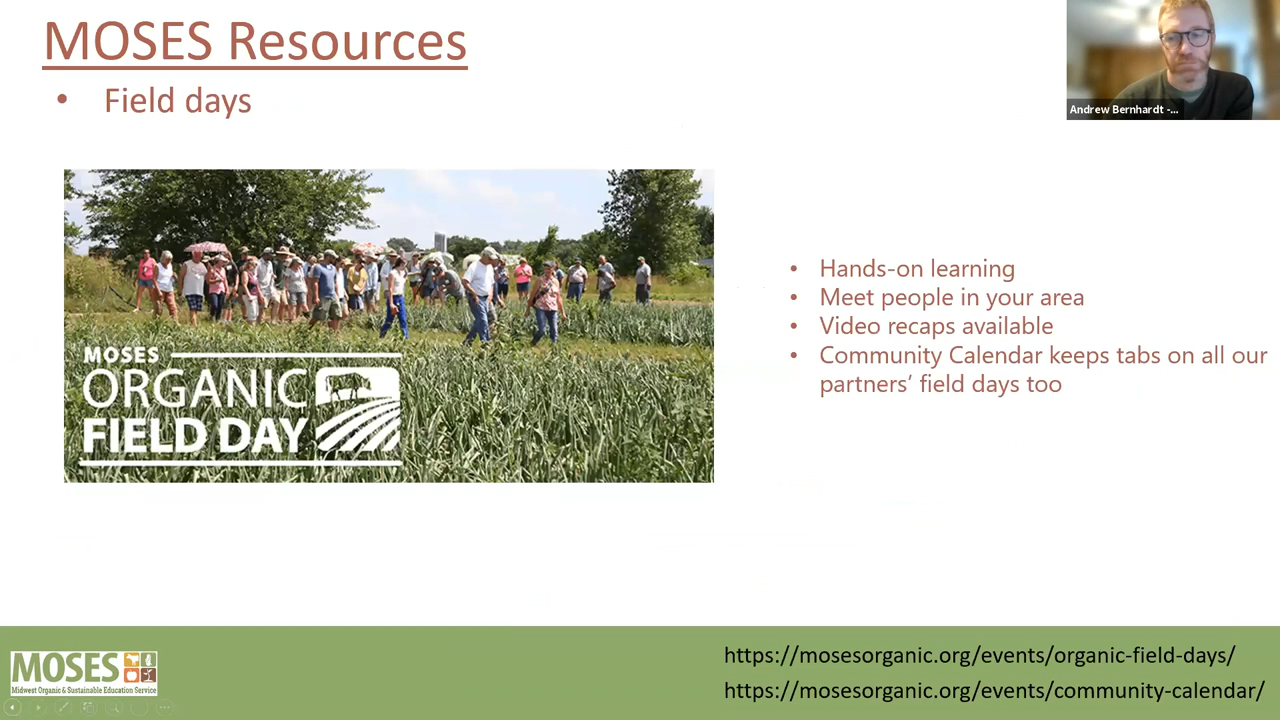 MOSES Resources
• Field days
Andrew Bernhardt -...
MOSES
ORGANIC
FIELD DAY
• Hands-on learning
• Meet people in your area
• Video recaps available
• Community Calendar keeps tabs on all our
partners’ field days too
MOSES
Midwest Organic & Sustainable Education Service
https://mosesorganic.org/events/organic-field-days/
https://mosesorganic.org/events/community-calendar/